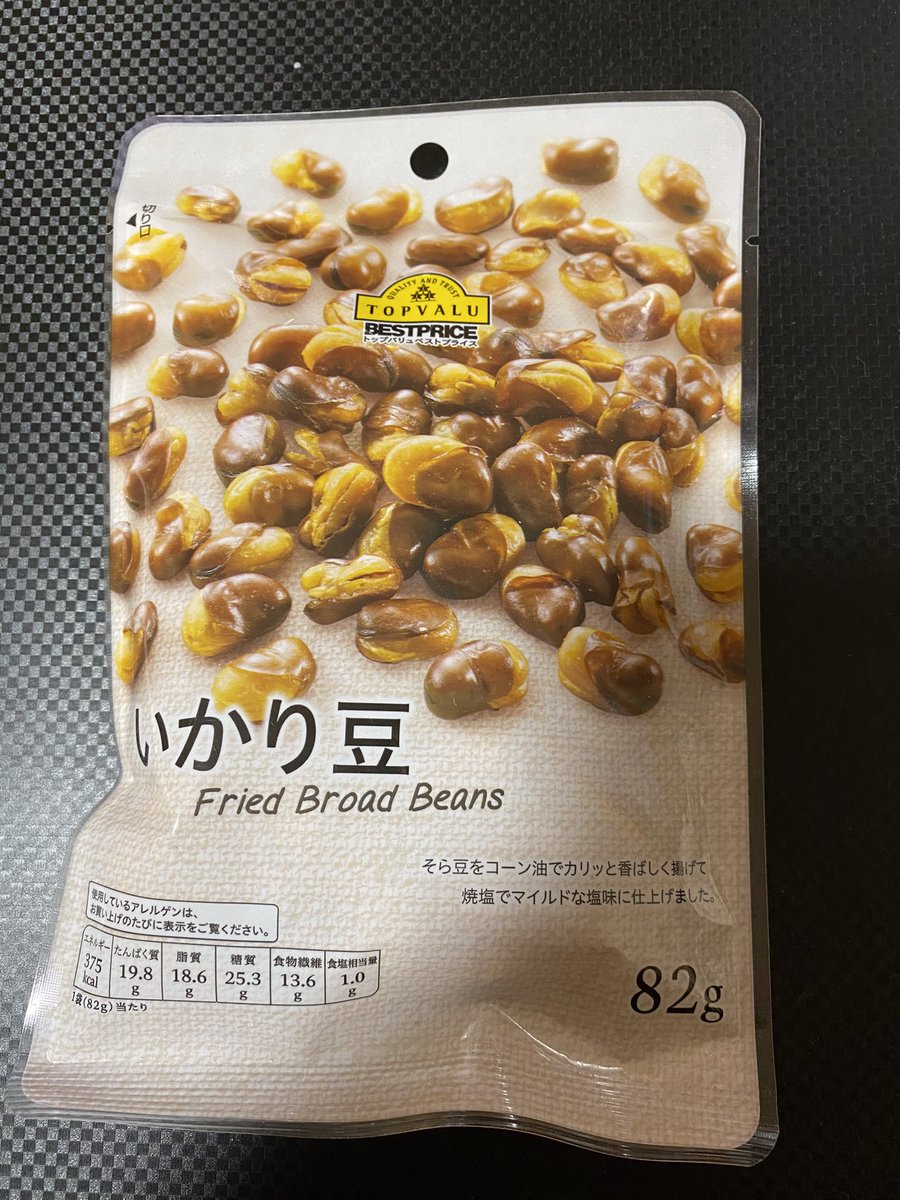 切り口
QUALITY AND TRUST
TOPVALU
BESTPRICE
トップバリュベストプライス
いかり豆
Fried Broad Beans
そら豆をコーン油でカリッと香ばしく揚げて
焼塩でマイルドな塩味に仕上げました。
使用しているアレルゲンは、
お買い上げのたびに表示をご覧ください。
エネルギー たんぱく質 脂質 糖質 食物繊維 食塩相当量
375 kcal 19.8 g 18.6 g 25.3 g 13.6 g 1.0 g
1袋(82g)当たり
82g